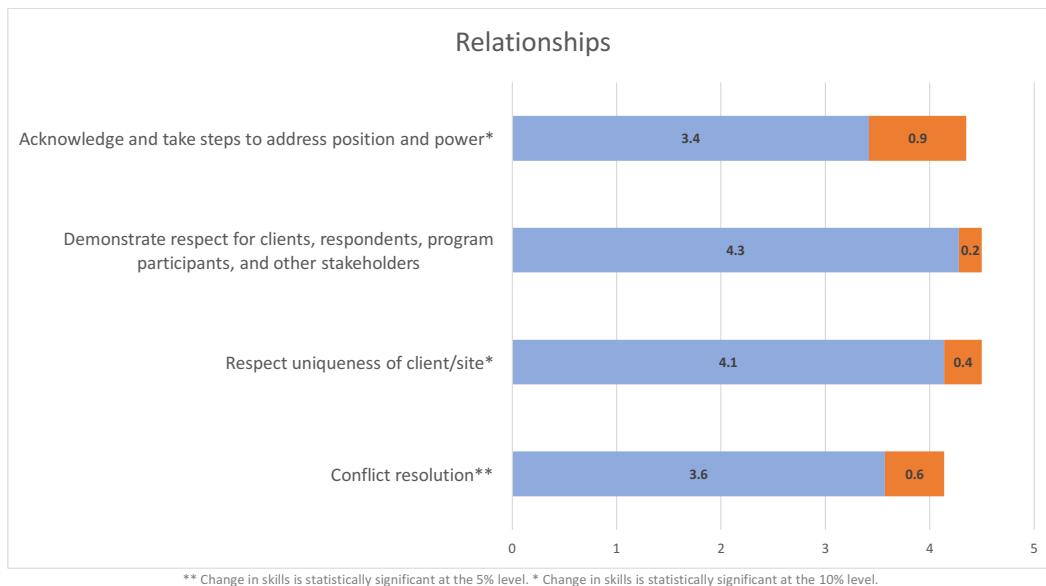 Relationships
Acknowledge and take steps to address position and power*
3.4 0.9
Demonstrate respect for clients, respondents, program
participants, and other stakeholders
4.3 0.2
Respect uniqueness of client/site*
4.1 0.4
Conflict resolution**
3.6 0.6
0 1 2 3 4 5
** Change in skills is statistically significant at the 5% level. * Change in skills is statistically significant at the 10% level.